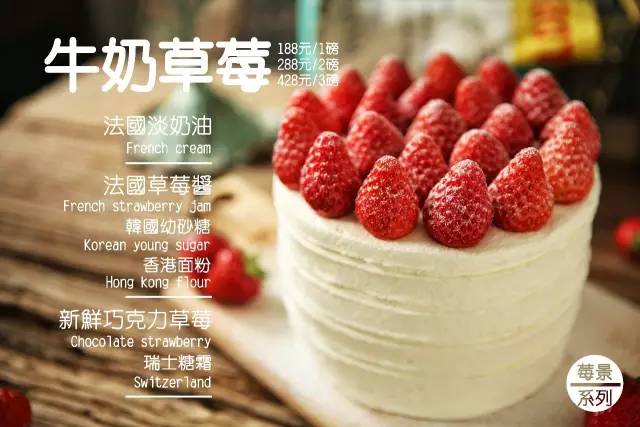 牛奶草莓
188元/1磅
288元/2磅
428元/3磅
法國淡奶油
French cream
法國草莓醬
French strawberry jam
韓國幼砂糖
Korean young sugar
香港面粉
Hong kong flour
新鮮巧克力草莓
Chocolate strawberry
瑞士糖霜
Switzerland
莓景
系列